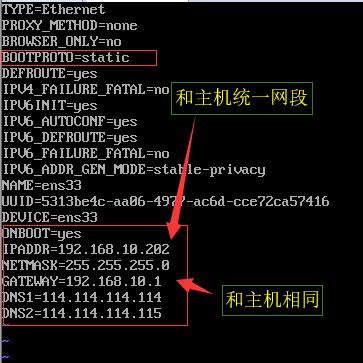 TYPE=Ethernet
PROXY_METHOD=none
BROWSER_ONLY=no
BOOTPROTO=static
DEFROUTE=yes
IPV4_FAILURE_FATAL=no
IPV6INIT=yes
IPV6_AUTOCONF=yes
IPV6_DEFROUTE=yes
IPV6_FAILURE_FATAL=no
IPV6_ADDR_GEN_MODE=stable-privacy
NAME=ens33
UUID=5313be4c-aa06-4977-ac6d-cce72ca57416
DEVICE=ens33
ONBOOT=yes
IPADDR=192.168.10.202
NETMASK=255.255.255.0
GATEWAY=192.168.10.1
DNS1=114.114.114.114
DNS2=114.114.114.115
~
~
~
和主机统一网段
和主机相同